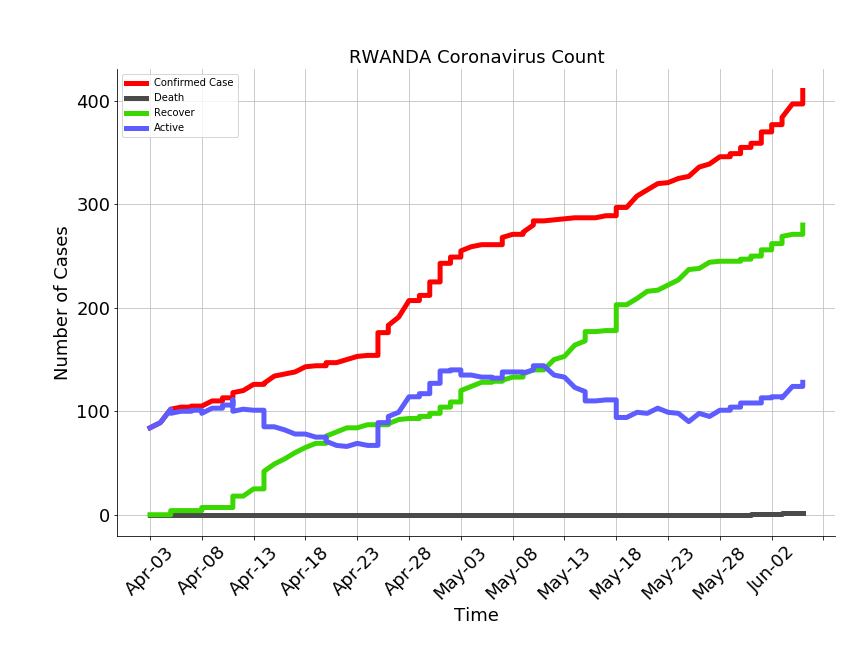 RWANDA Coronavirus Count
Confirmed Case
Death
Recover
Active
Number of Cases
400
300
200
100
0
Apr-03
Apr-08
Apr-13
Apr-18
Apr-23
Apr-28
May-03
May-08
May-13
May-18
May-23
May-28
Jun-02
Time